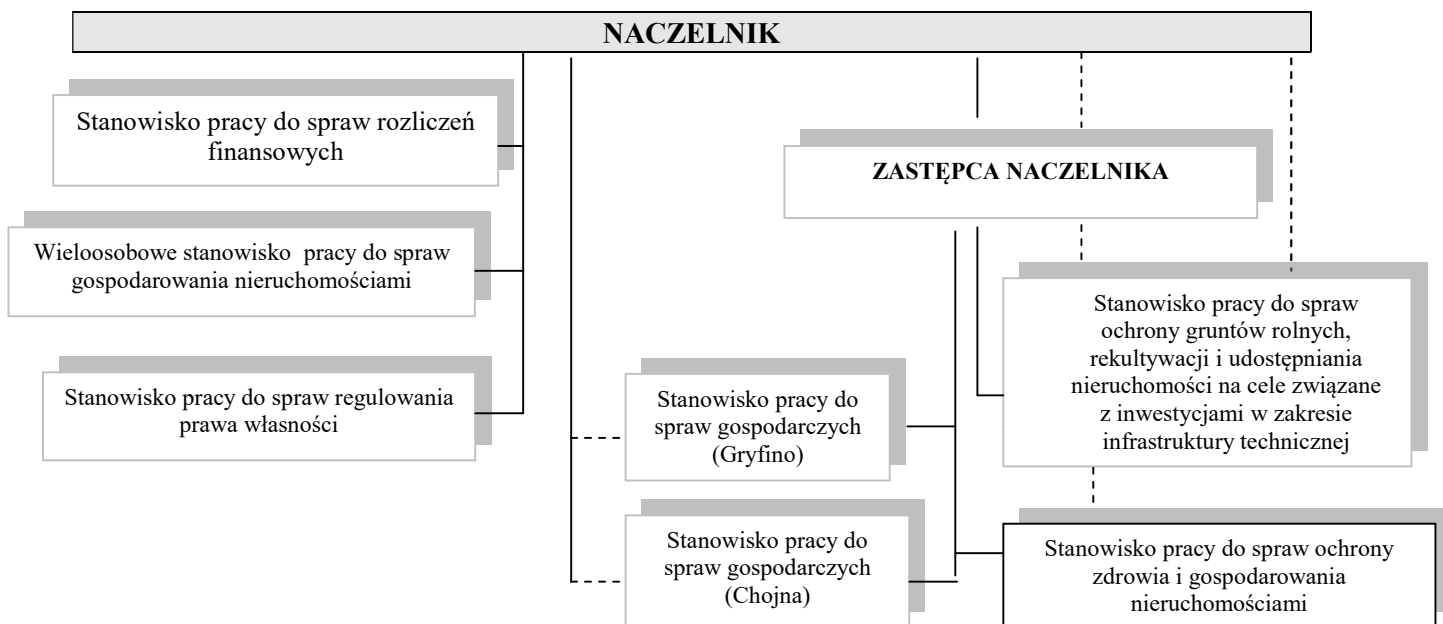 NACZELNIK
Stanowisko pracy do spraw rozliczeń
finansowych
ZASTĘPCA NACZELNIKA
Wieloosobowe stanowisko pracy do spraw
gospodarowania nieruchomościami
Stanowisko pracy do spraw
ochrony gruntów rolnych,
rekultywacji i udostępniania
nieruchomości na cele związane
z inwestycjami w zakresie
infrastruktury technicznej
Stanowisko pracy do spraw regulowania
prawa własności
Stanowisko pracy do
spraw gospodarczych
(Gryfino)
Stanowisko pracy do
spraw gospodarczych
(Chojna)
Stanowisko pracy do spraw ochrony
zdrowia i gospodarowania
nieruchomościami